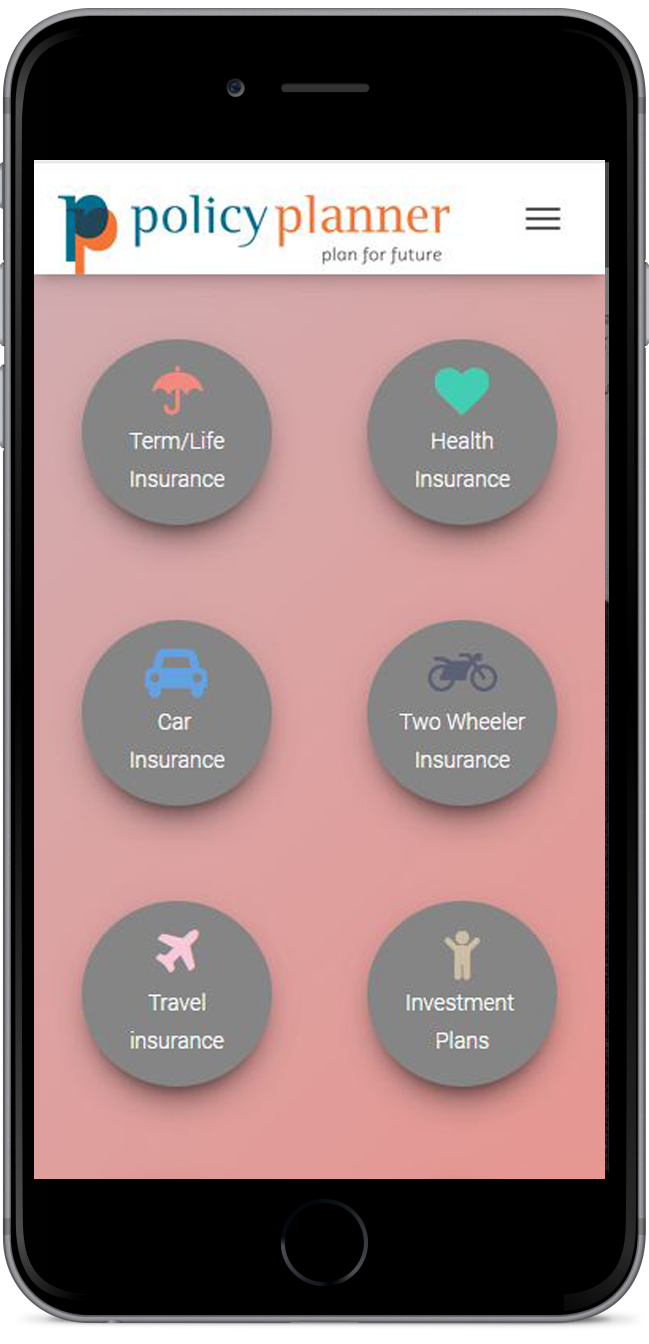 policy planner
plan for future
Term/Life
Insurance
Health
Insurance
Car
Insurance
Two Wheeler
Insurance
Travel
insurance
Investment
Plans